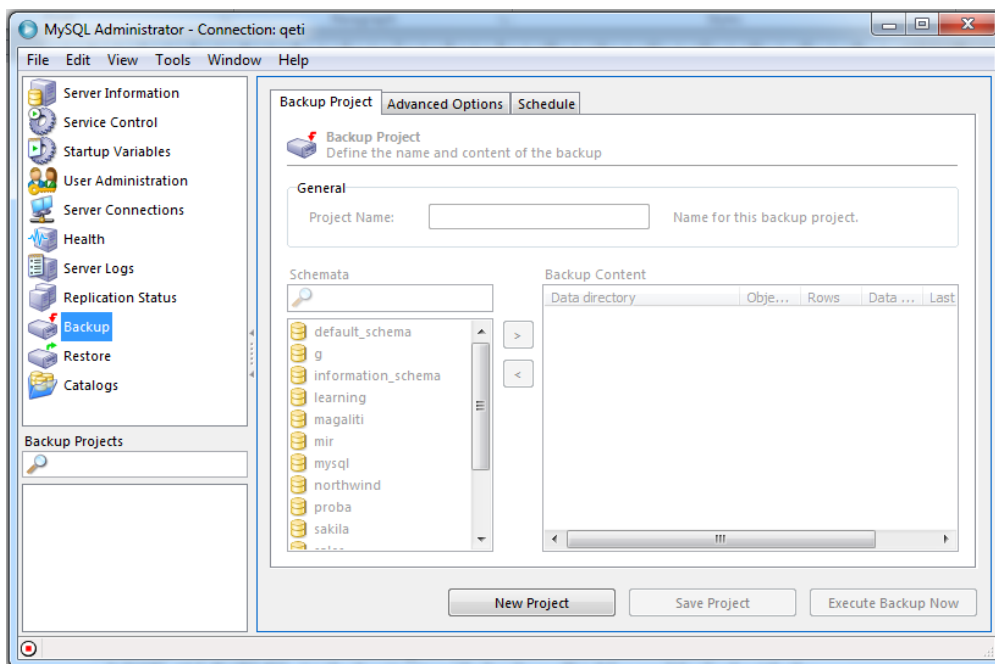 MySQL Administrator - Connection: qeti
File Edit View Tools Window Help
Server Information
Service Control
Startup Variables
User Administration
Server Connections
Health
Server Logs
Replication Status
Backup
Restore
Catalogs
Backup Projects
Backup Project Advanced Options Schedule
Backup Project
Define the name and content of the backup
General
Project Name: Name for this backup project.
Schemata
default_schema
g
information_schema
learning
magaliti
mir
mysql
northwind
proba
sakila
Backup Content
Data directory Obje... Rows Data ... Last
>
<
New Project Save Project Execute Backup Now